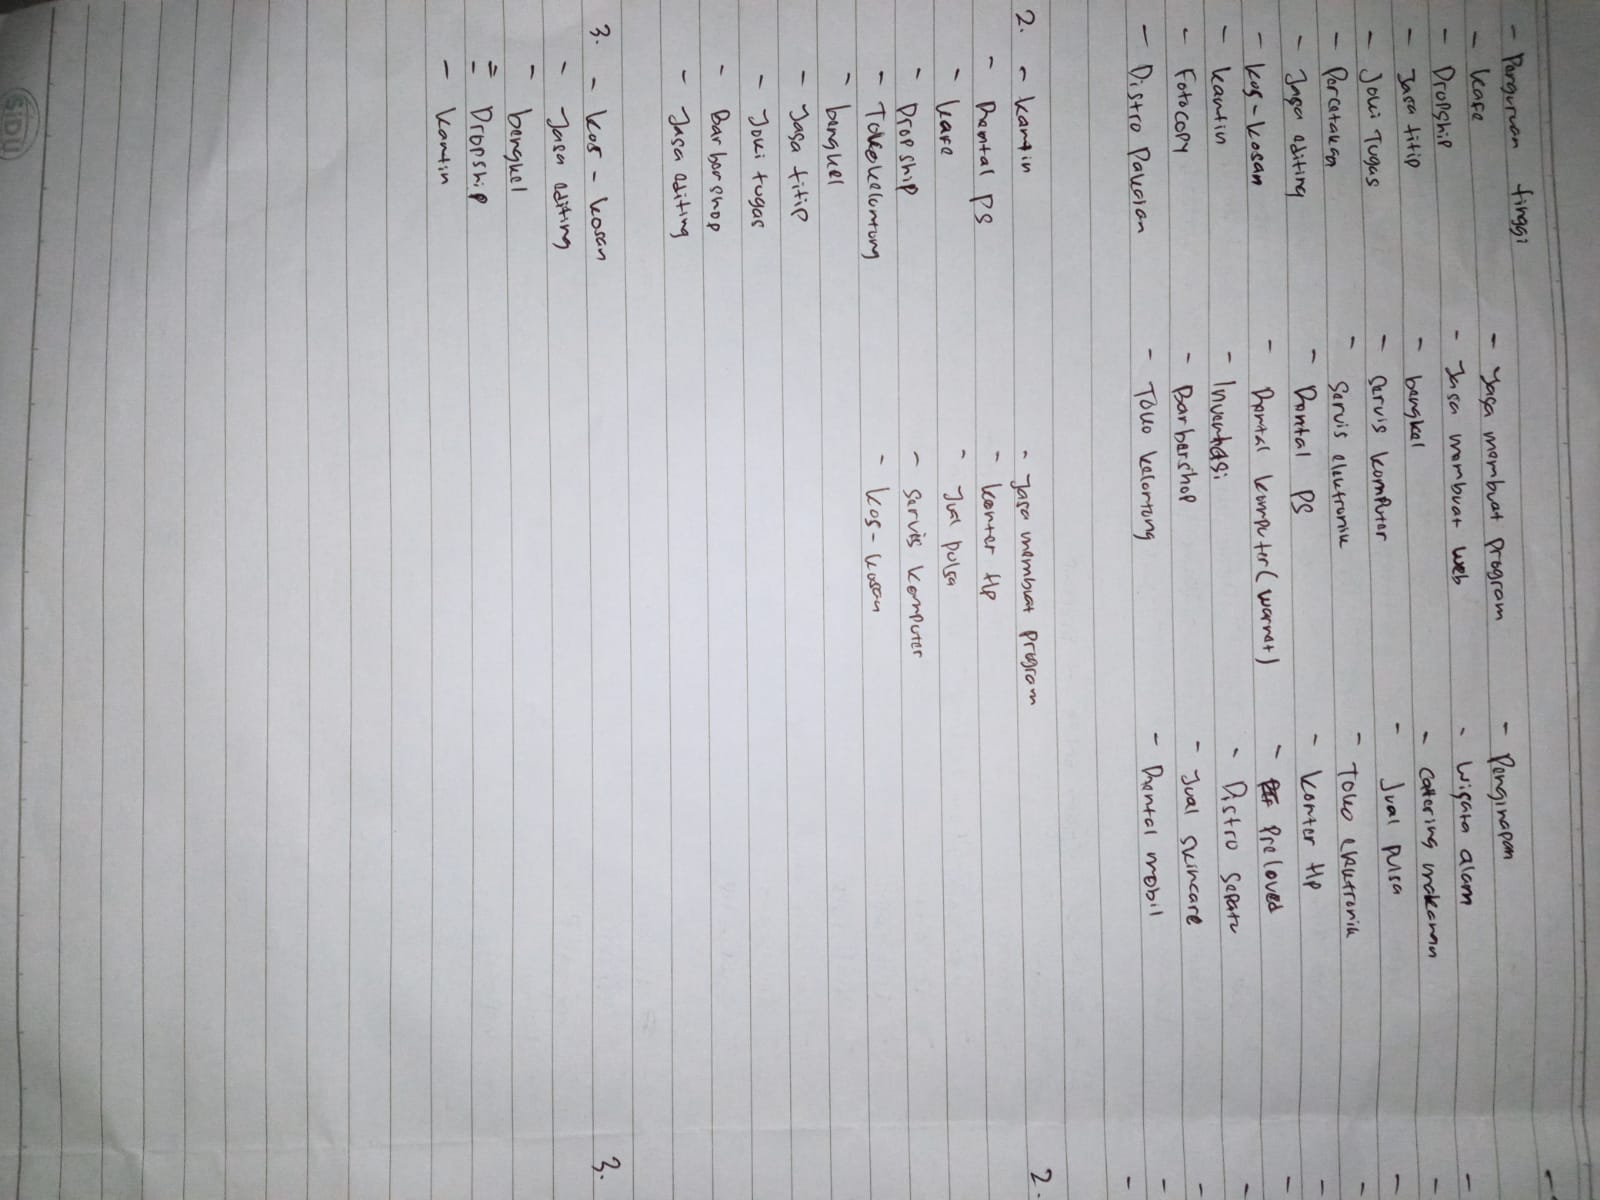 - Perguruan tinggi
- Kafe
- Dropship
- Jasa titip
- Joki Tugas
- Percetakan
- Jasa editing
- Kos-kosan
- Kantin
- Fotocopy
- Distro Pakaian
- Jasa membuat program
- Jasa membuat web
- bengkel
- Servis komputer
- Servis elektronik
- Rental PS
- Rental komputer (warnet)
- Inventasi
- Barbershop
- Toko kelontong
- Penginapan
- wisata alam
- Cattering makanan
- Jual pulsa
- Toko elektronik
- Konter Hp
- Preloved
- Distro Sepatu
- Jual skincare
- Rental mobil
2. - Kantin
- Rental PS
- Kafe
- Dropship
- Toko kelontong
- bengkel
- Jasa titip
- Joki tugas
- Barbershop
- Jasa editing
- Jasa membuat program
- Konter Hp
- Jual pulsa
- Servis komputer
- Kos-kosan
3. - Kos-kosan
- Jasa editing
- bengkel
- Dropship
- Kantin
2.
3.
SIDU